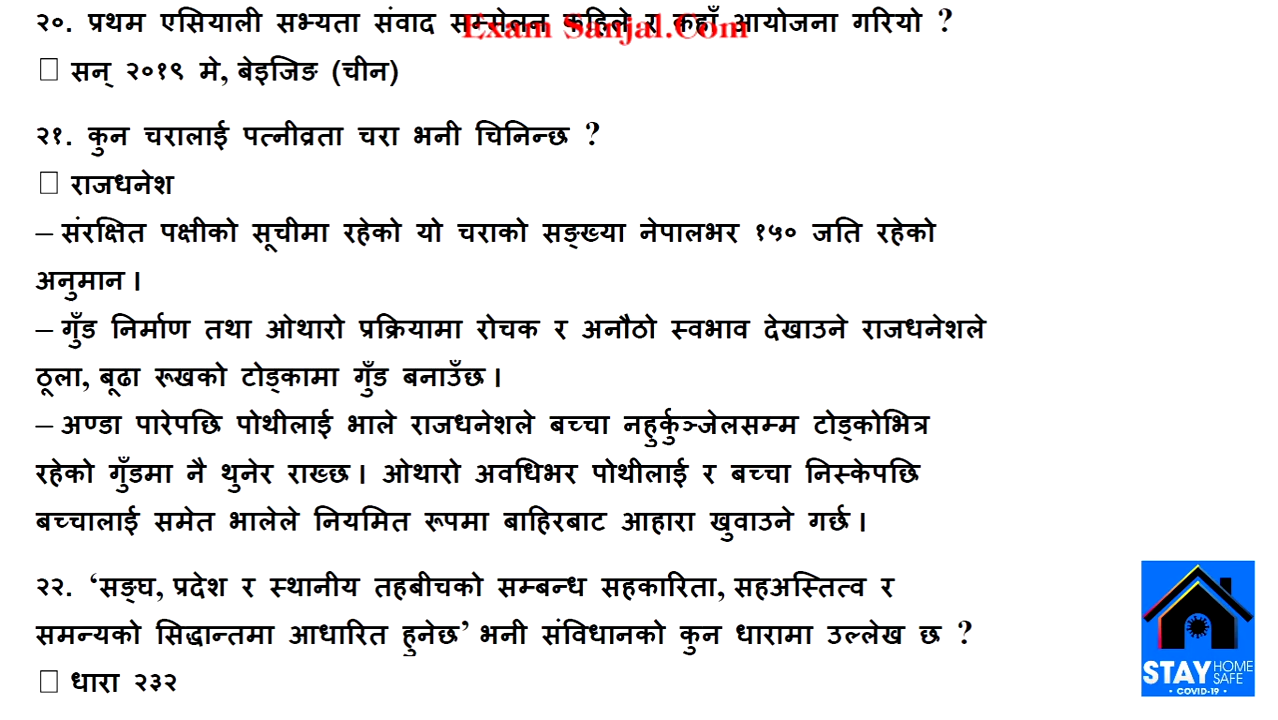 २०. प्रथम एसियाली सभ्यता संवाद सम्मेलन कहिले र कहाँ आयोजना गरियो ?
Exam Sanjal.Com
सन् २०१९ मे, बेइजिङ (चीन)
२१. कुन चरालाई पत्नीव्रता चरा भनी चिनिन्छ ?
राजधनेश
– संरक्षित पक्षीको सूचीमा रहेको यो चराको सङ्ख्या नेपालभर १५० जति रहेको
अनुमान ।
– गुँड निर्माण तथा ओथारो प्रक्रियामा रोचक र अनौठो स्वभाव देखाउने राजधनेशले
ठूला, बूढा रूखको टोड्कामा गुँड बनाउँछ ।
– अण्डा पारेपछि पोथीलाई भाले राजधनेशले बच्चा नहुर्कुञ्जेलसम्म टोड्कोभित्र
रहेको गुँडमा नै थुनेर राख्छ । ओथारो अवधिभर पोथीलाई र बच्चा निस्केपछि
बच्चालाई समेत भालेले नियमित रूपमा बाहिरबाट आहारा खुवाउने गर्छ ।
२२. ‘सङ्घ, प्रदेश र स्थानीय तहबीचको सम्बन्ध सहकारिता, सहअस्तित्व र
समन्यको सिद्धान्तमा आधारित हुनेछ’ भनी संविधानको कुन धारामा उल्लेख छ ?
धारा २३२
STAY HOME SAFE
• COVID-19 •